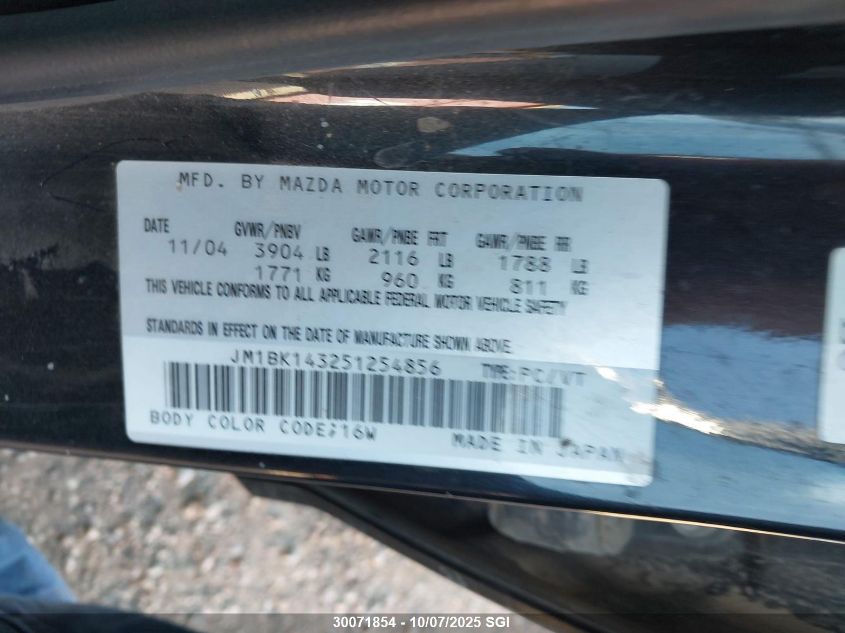 MFD. BY MAZDA MOTOR CORPORATION
DATE GVWR/PNBV GAWR/PNBE FRT GAWR/PNBE RR
11/04 3904 LB 2116 LB 1788 LB
1771 KG 960 KG 811 KG
THIS VEHICLE CONFORMS TO ALL APPLICABLE FEDERAL MOTOR VEHICLE SAFETY
STANDARDS IN EFFECT ON THE DATE OF MANUFACTURE SHOWN ABOVE.
JM1BK143251254856 TYPE:PC/VT
BODY COLOR CODE:16W MADE IN JAPAN
30071854 - 10/07/2025 SGI